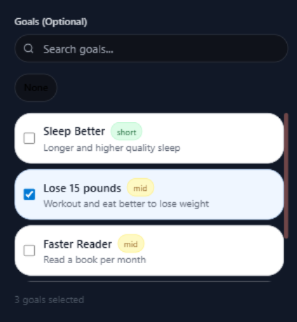 Goals (Optional)
Search goals...
None
Sleep Better short
Longer and higher quality sleep
Lose 15 pounds mid
Workout and eat better to lose weight
Faster Reader mid
Read a book per month
3 goals selected